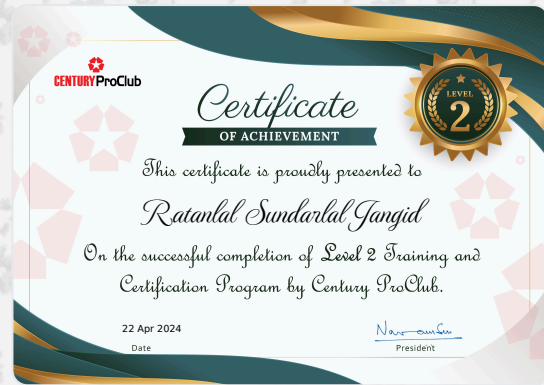 CENTURY ProClub
Certificate
OF ACHIEVEMENT
LEVEL
2
This certificate is proudly presented to
Ratanlal Sundarlal Jangid
On the successful completion of Level 2 Training and
Certification Program by Century ProClub.
22 Apr 2024
Date
President